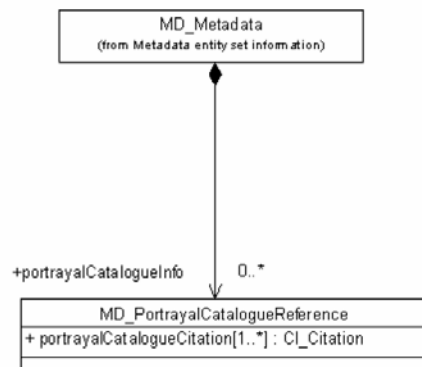 MD_Metadata
(from Metadata entity set information)
+portrayalCatalogueInfo 0..*
MD_PortrayalCatalogueReference
+ portrayalCatalogueCitation[1..*] : CI_Citation